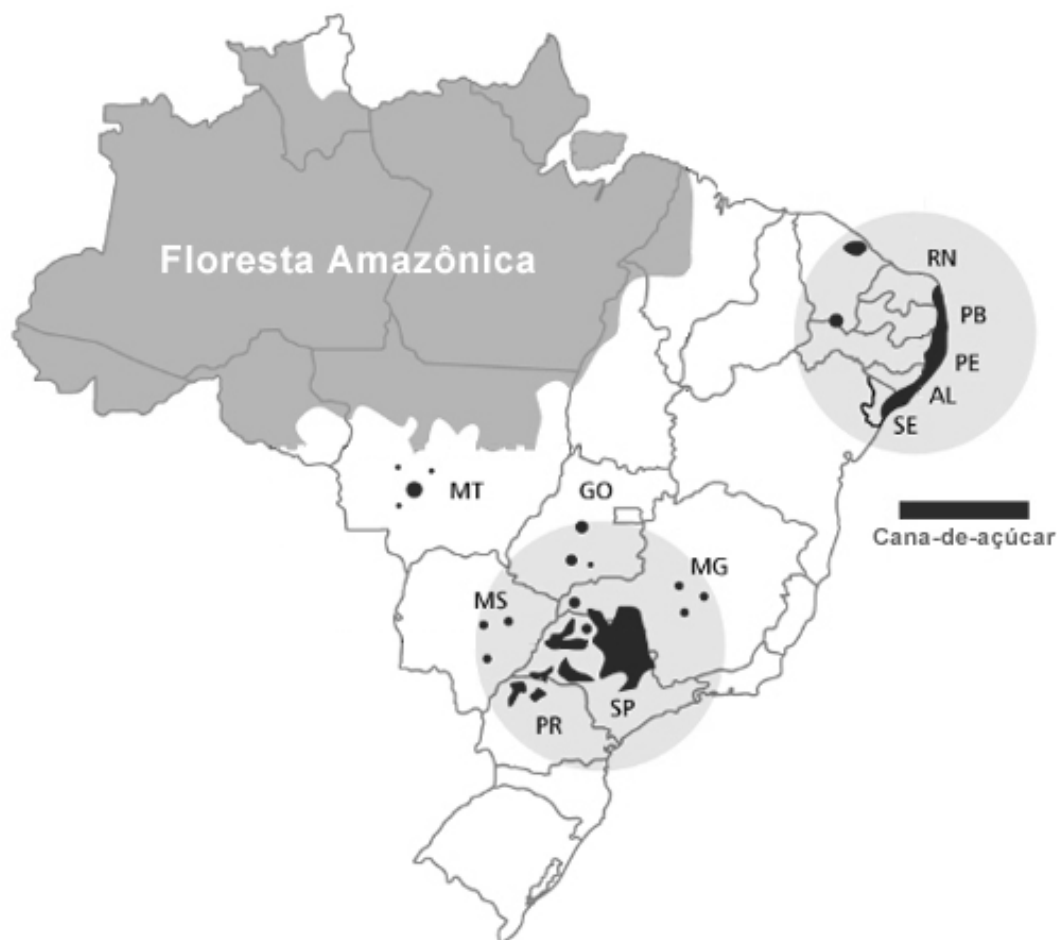 Floresta Amazônica
RN
PB
PE
AL
SE
MT
GO
Cana-de-açúcar
MG
MS
SP
PR